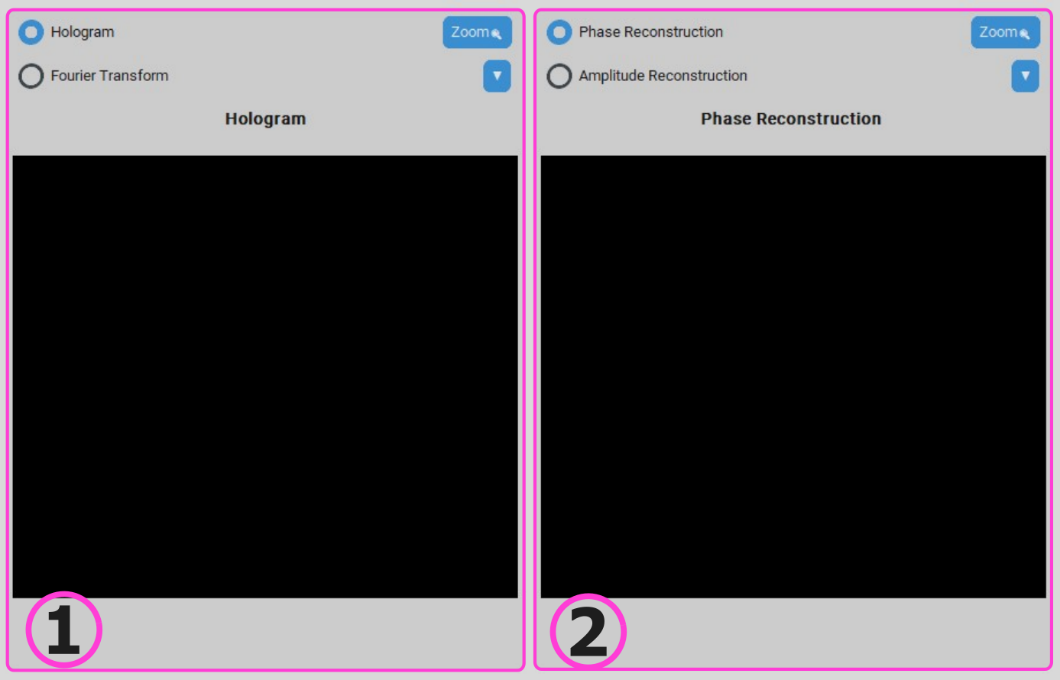 Hologram
Zoom
Fourier Transform
▼
Hologram
1
Phase Reconstruction
Zoom
Amplitude Reconstruction
▼
Phase Reconstruction
2